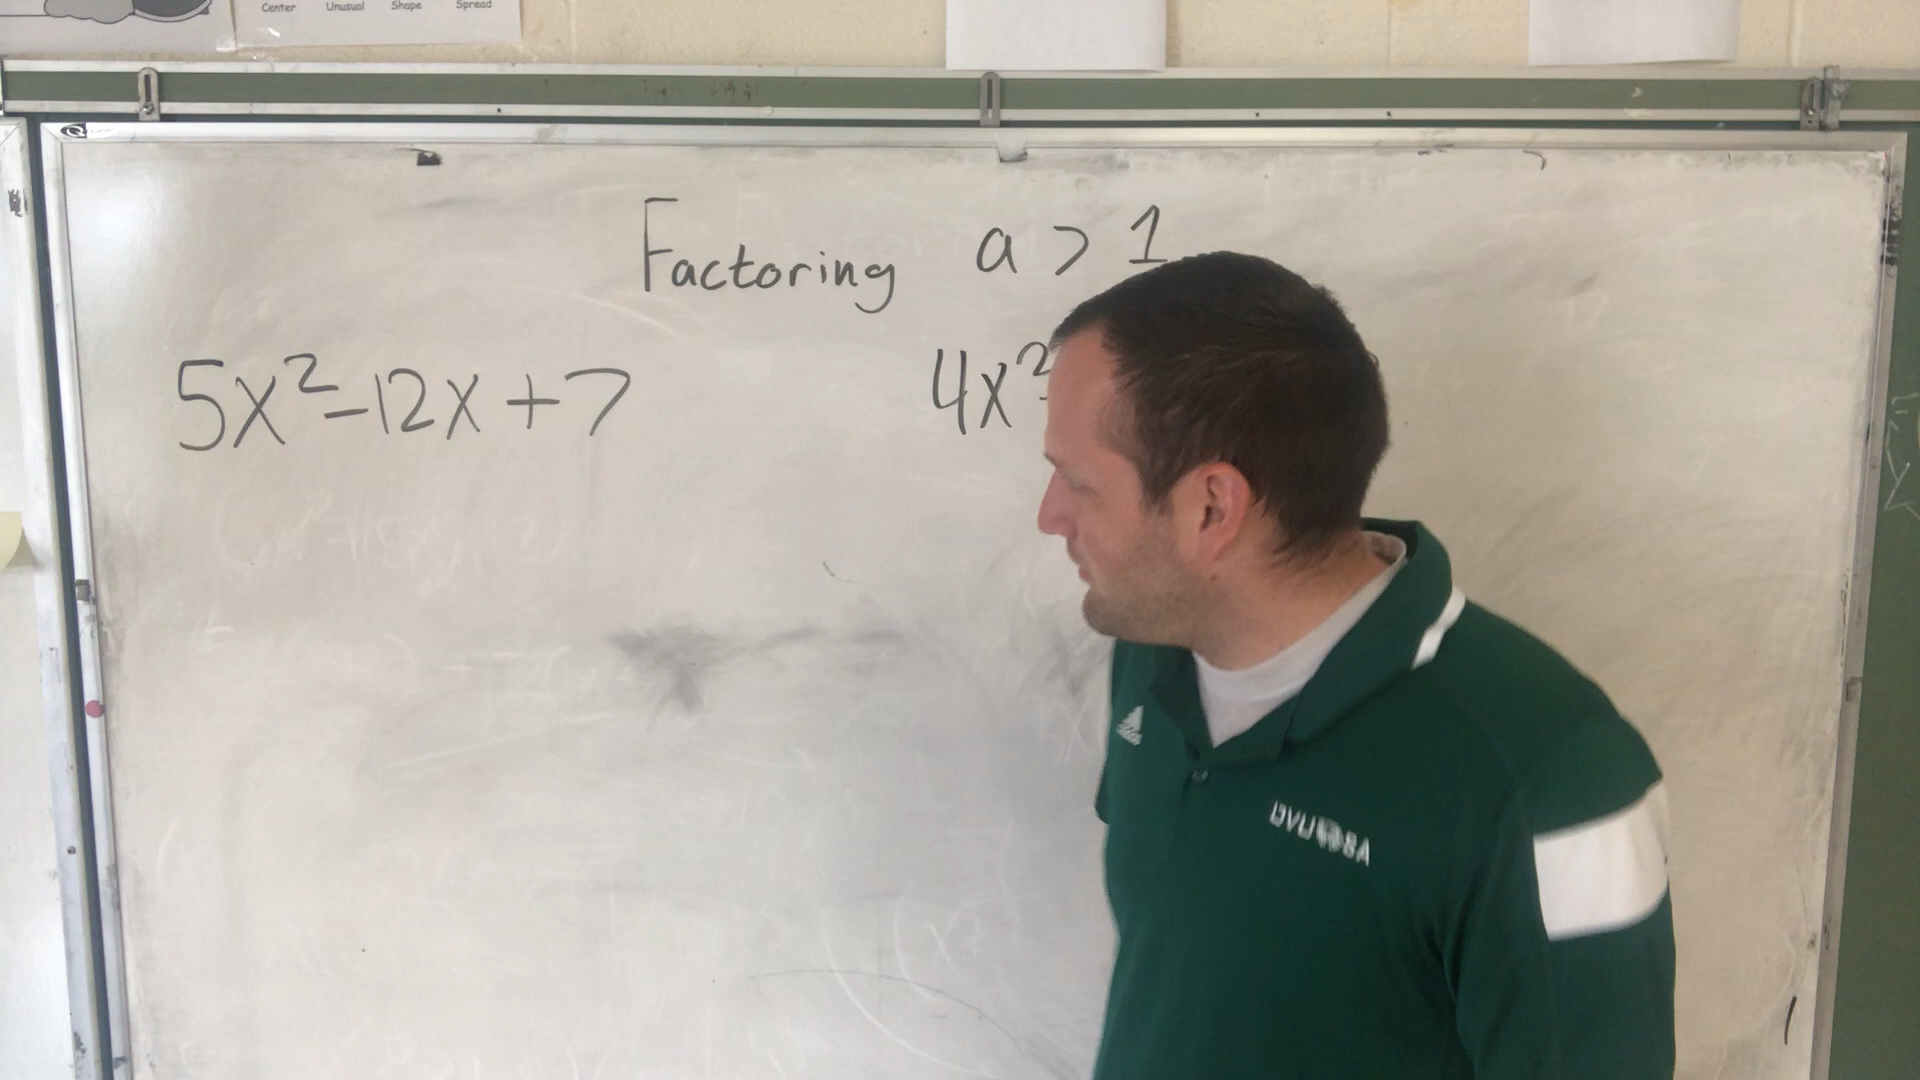 Center Unusual Shape Spread
Factoring a > 1
5x²-12x+7
4x²